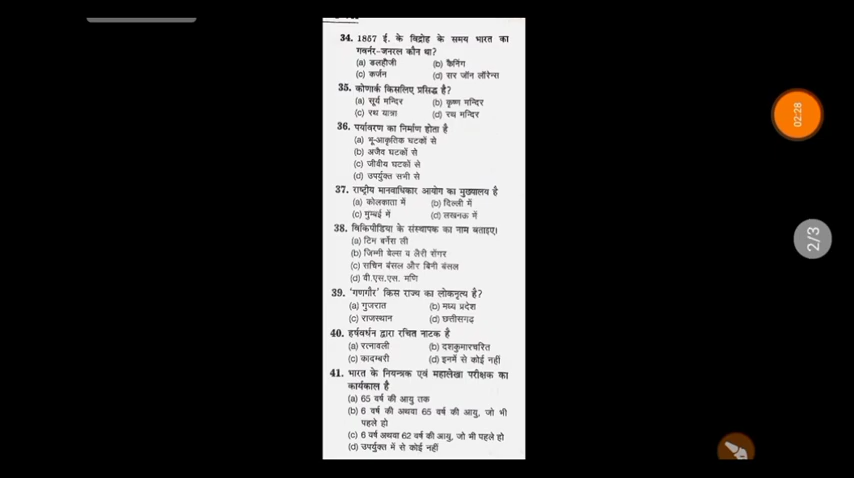 34. 1857 ई. के विद्रोह के समय भारत का
गवर्नर-जनरल कौन था?
(a) डलहौजी (b) कैनिंग
(c) कर्जन (d) सर जॉन लॉरेन्स
35. कोणार्क किसलिए प्रसिद्ध है?
(a) सूर्य मन्दिर (b) कृष्ण मन्दिर
(c) रथ यात्रा (d) रथ मन्दिर
36. पर्यावरण का निर्माण होता है
(a) भू-आकृतिक घटकों से
(b) अजैव घटकों से
(c) जीवीय घटकों से
(d) उपर्युक्त सभी से
37. राष्ट्रीय मानवाधिकार आयोग का मुख्यालय है
(a) कोलकाता में (b) दिल्ली में
(c) मुम्बई में (d) लखनऊ में
38. विकिपीडिया के संस्थापक का नाम बताइए।
(a) टिम बर्नेस ली
(b) जिम्मी वेल्स व लैरी सेंगर
(c) सचिन बंसल और बिनी बंसल
(d) वी.एस.एस. मणि
39. 'गणगौर' किस राज्य का लोकनृत्य है?
(a) गुजरात (b) मध्य प्रदेश
(c) राजस्थान (d) छत्तीसगढ़
40. हर्षवर्धन द्वारा रचित नाटक है
(a) रत्नावली (b) दशकुमारचरित
(c) कादम्बरी (d) इनमें से कोई नहीं
41. भारत के नियन्त्रक एवं महालेखा परीक्षक का
कार्यकाल है
(a) 65 वर्ष की आयु तक
(b) 6 वर्ष की अथवा 65 वर्ष की आयु, जो भी
पहले हो
(c) 6 वर्ष अथवा 62 वर्ष की आयु, जो भी पहले हो
(d) उपर्युक्त में से कोई नहीं
02:28
2/3